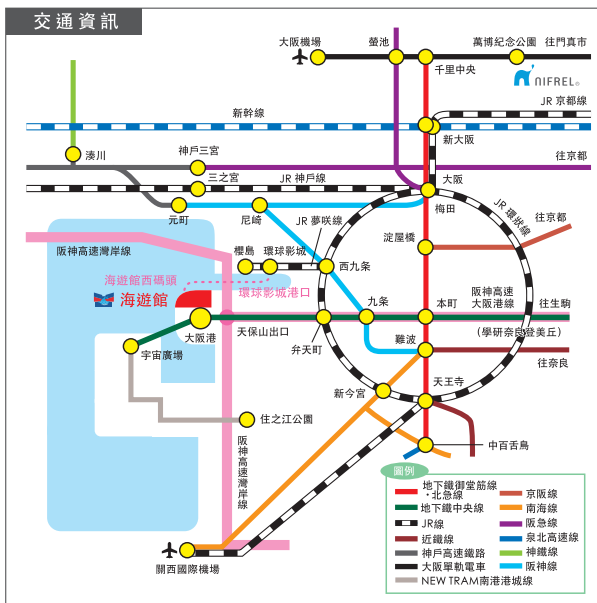 交通資訊
大阪機場
螢池
萬博紀念公園
往門真市
千里中央
NIFREL
JR 京都線
新幹線
新大阪
湊川
神戶三宮
往京都
三之宮
JR 神戶線
大阪
梅田
元町
尼崎
JR 環狀線
往京都
JR 夢咲線
淀屋橋
阪神高速灣岸線
櫻島
環球影城
西九条
海遊館西碼頭
海遊館
環球影城港口
九条
本町
阪神高速
大阪港線
往生駒
大阪港
天保山出口
弁天町
難波
(學研奈良登美丘)
宇宙廣場
往奈良
新今宮
天王寺
住之江公園
阪神高速灣岸線
中百舌鳥
關西國際機場
圖例
地下鐵御堂筋線
・北急線
地下鐵中央線
JR線
近鐵線
神戶高速鐵路
大阪單軌電車
NEW TRAM南港港城線
京阪線
南海線
阪急線
泉北高速線
神鐵線
阪神線